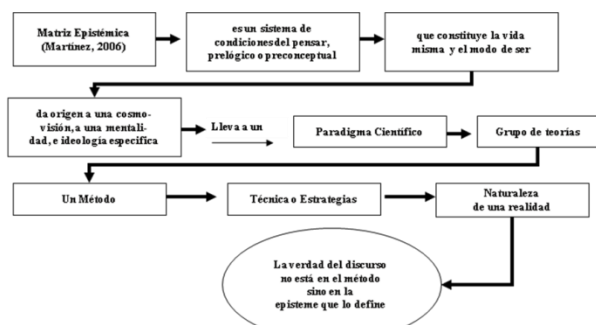 Matriz Epistémica
(Martínez, 2006)
es un sistema de
condiciones del pensar,
prelógico o preconceptual
que constituye la vida
misma y el modo de ser
da origen a una cosmo-
visión, a una mentali-
dad, e ideología especifica
Lleva a un
Paradigma Científico
Grupo de teorías
Un Método
Técnica o Estrategias
Naturaleza
de una realidad
La verdad del discurso
no está en el método
sino en la
episteme que lo define